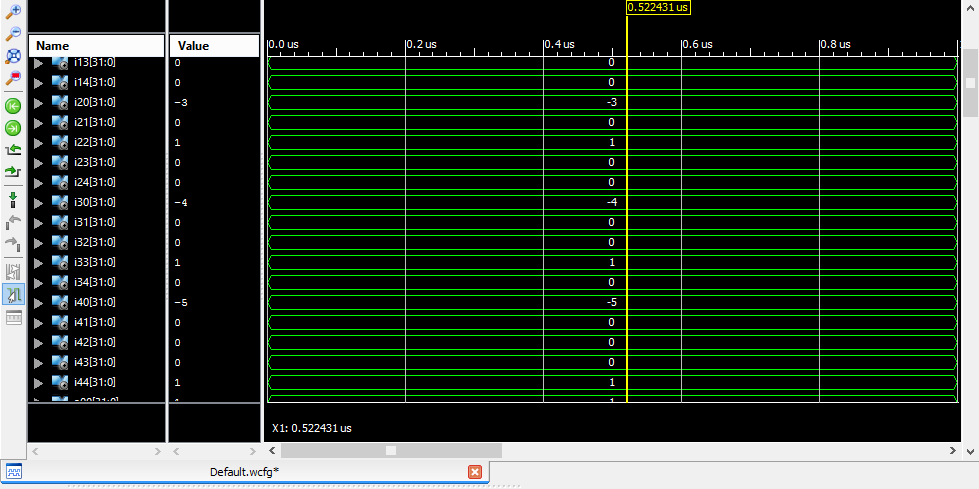 0.522431 us
Name Value 0.0 us 0.2 us 0.4 us 0.6 us 0.8 us
i13[31:0] 0 0
i14[31:0] 0 0
i20[31:0] -3 -3
i21[31:0] 0 0
i22[31:0] 1 1
i23[31:0] 0 0
i24[31:0] 0 0
i30[31:0] -4 -4
i31[31:0] 0 0
i32[31:0] 0 0
i33[31:0] 1 1
i34[31:0] 0 0
i40[31:0] -5 -5
i41[31:0] 0 0
i42[31:0] 0 0
i43[31:0] 0 0
i44[31:0] 1 1
X1: 0.522431 us
Default.wcfg*